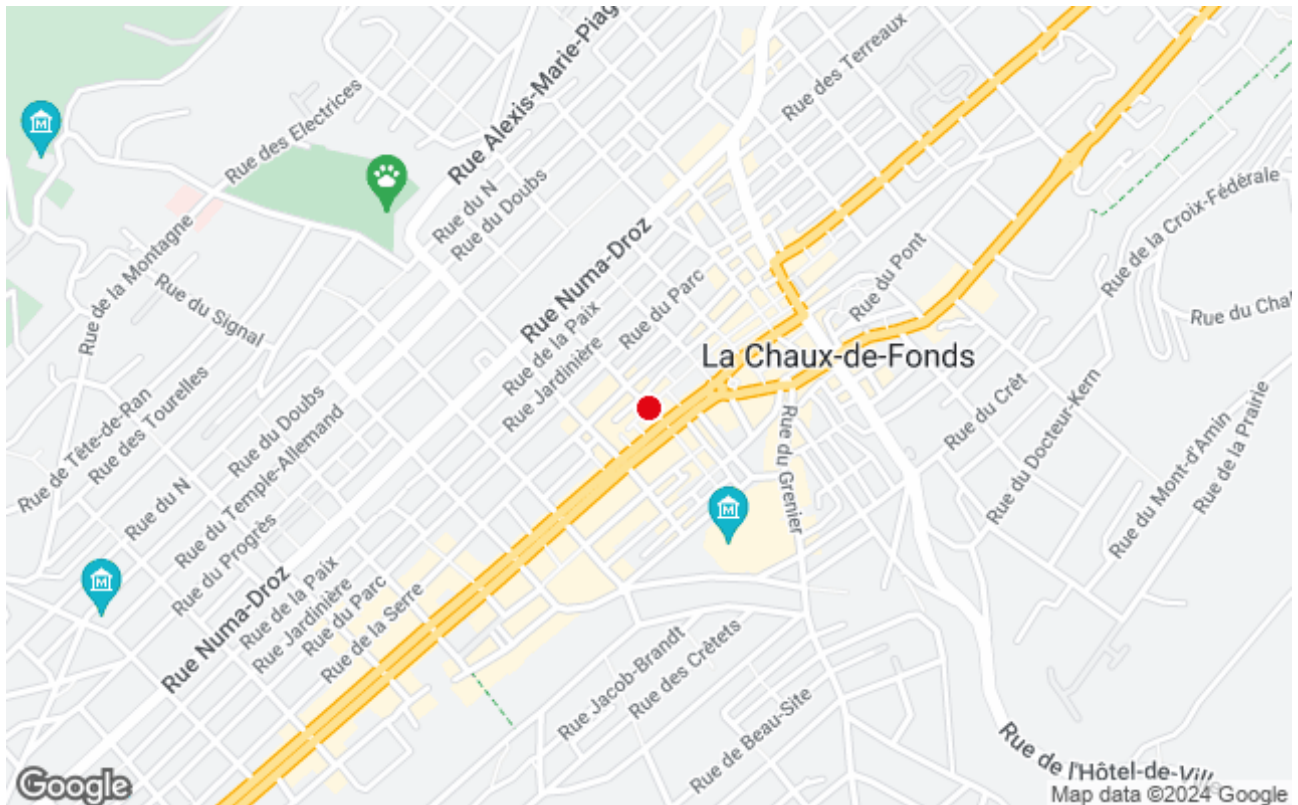 Rue des Terreaux
Rue Alexis-Marie-Piag
Rue des Electrices
Rue du N
Rue du Doubs
Rue de la Croix-Fédérale
Rue de la Montagne
Rue Numa-Droz
Rue du Pont
Rue du Signal
Rue du Parc
Rue de la Paix
Rue Jardinière
Rue du Chal
La Chaux-de-Fonds
Rue de Tête-de-Ran
Rue des Tourelles
Rue du Doubs
Rue du Crêt
Rue du Docteur-Kern
Rue du Mont-d'Amin
Rue de la Prairie
Rue du Grenier
Rue du N
Rue du Temple-Allemand
Rue du Progrès
Rue Numa-Droz
Rue de la Paix
Rue Jardinière
Rue du Parc
Rue de la Serre
Rue Jacob-Brandt
Rue des Crêtets
Rue de Beau-Site
Rue de l'Hôtel-de-Ville
Google
Map data ©2024 Google